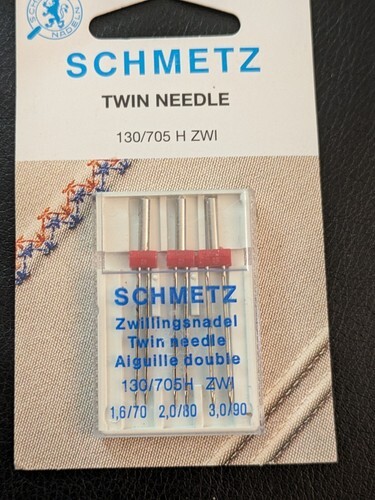 SCHMETZ
TWIN NEEDLE
130/705 H ZWI
SCHMETZ
Zwillingsnadel
Twin needle
Aiguille double
130/705H ZWI
1,6/70 2,0/80 3,0/90